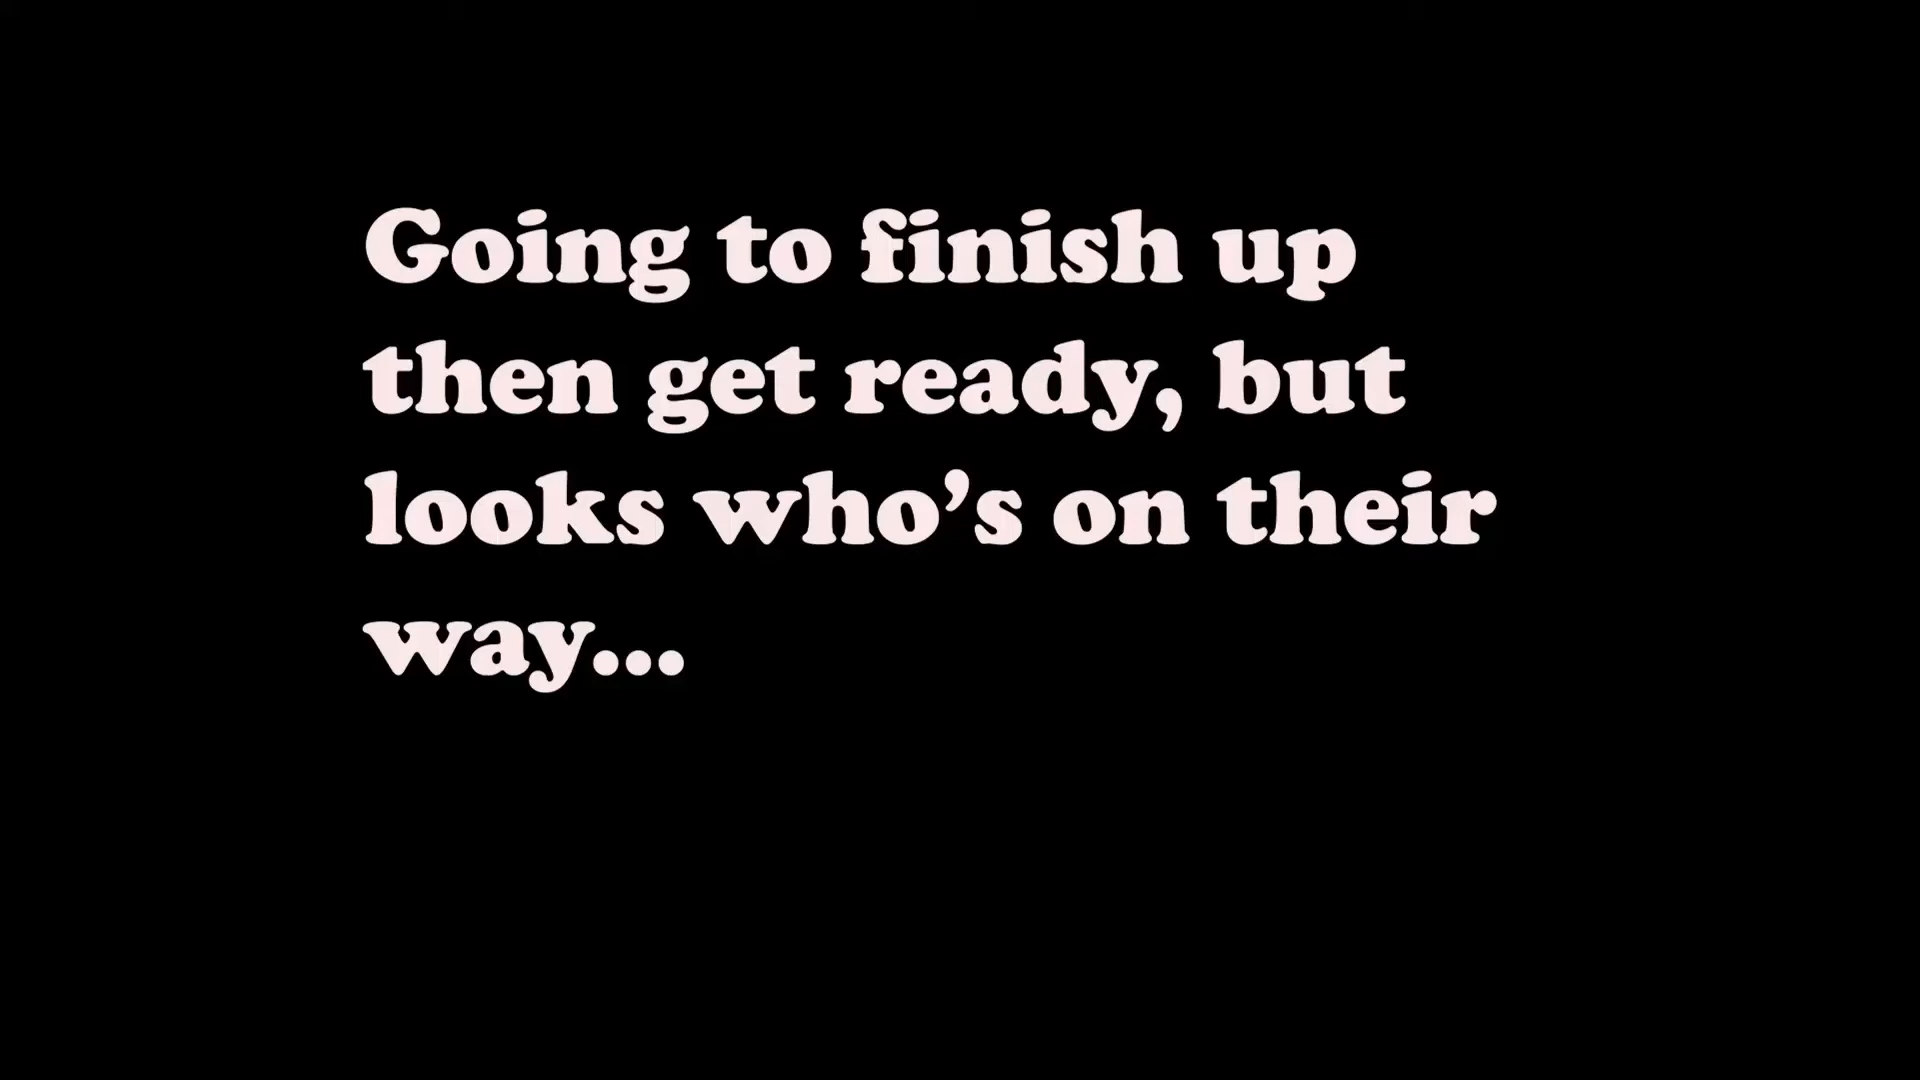 Going to finish up
then get ready, but
looks who’s on their
way...